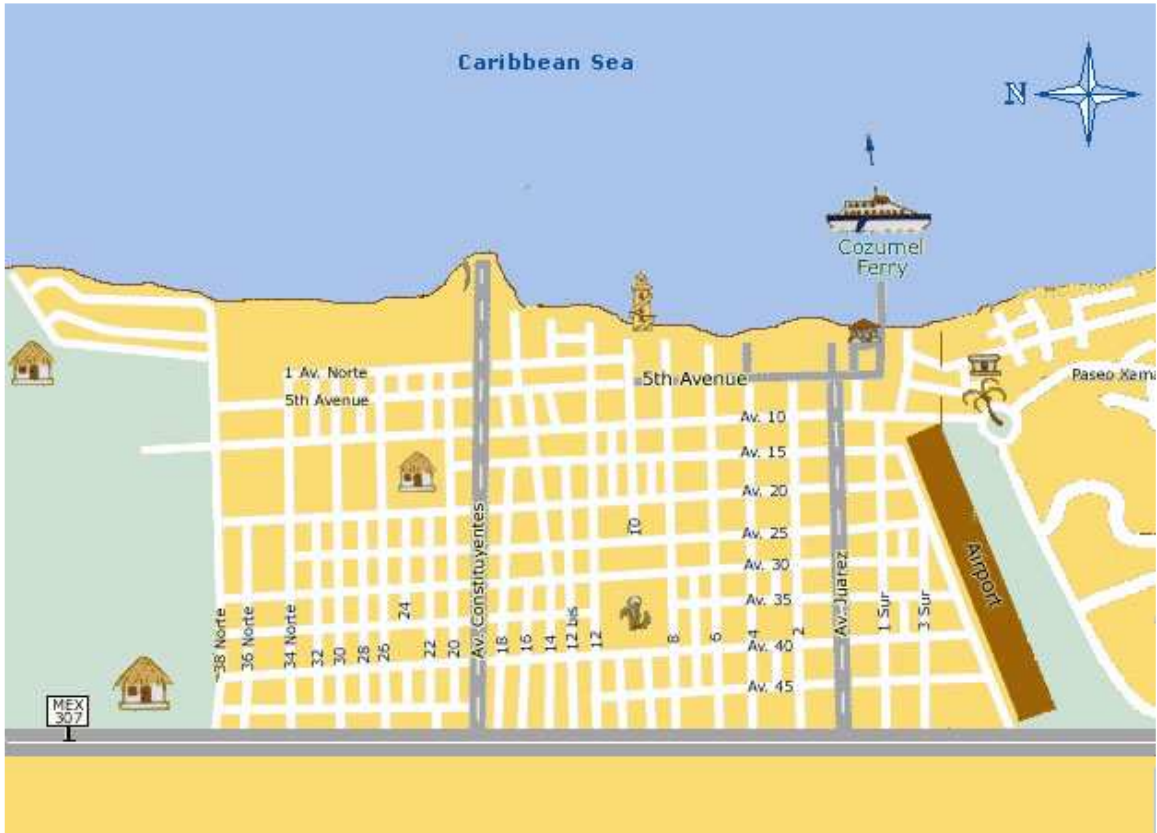 Caribbean Sea
N
Cozumel
Ferry
1 Av. Norte
5th Avenue
5th Avenue
Paseo Xama
Av. 10
Av. 15
Av. 20
Av. 25
Av. 30
Av. 35
Av. 40
Av. 45
38 Norte
36 Norte
34 Norte
32
30
28
26
24
22
20
Av. Constituyentes
18
16
14
12 bis
12
10
8
6
4
2
Av. Juarez
1 Sur
3 Sur
Airport
MEX
307